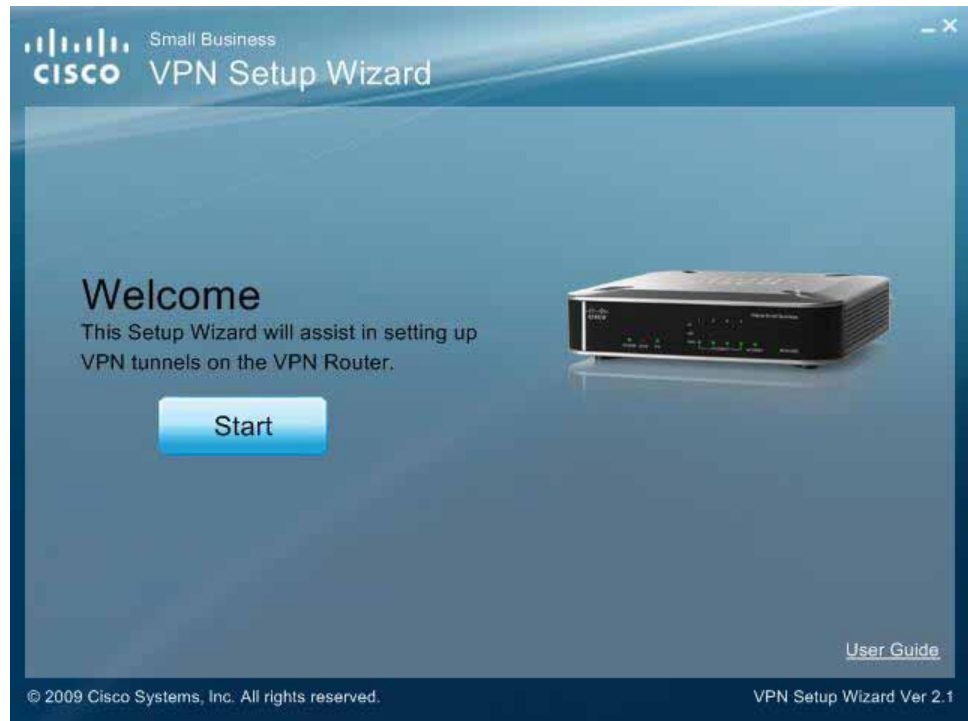 Small Business
CISCO
VPN Setup Wizard
Welcome
This Setup Wizard will assist in setting up
VPN tunnels on the VPN Router.
Start
User Guide
© 2009 Cisco Systems, Inc. All rights reserved.
VPN Setup Wizard Ver 2.1